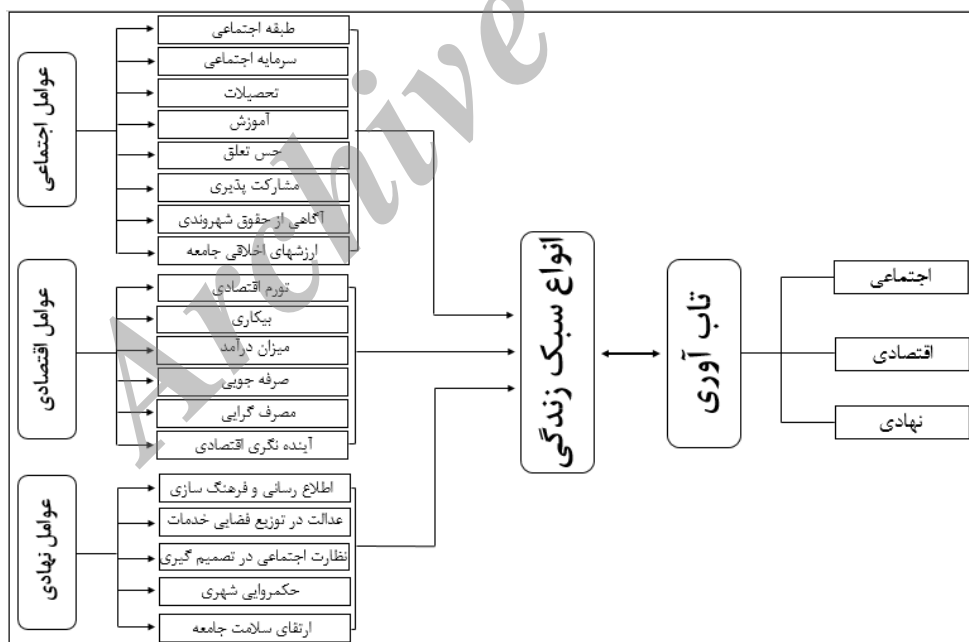 عوامل اجتماعی
طبقه اجتماعی
سرمایه اجتماعی
تحصیلات
آموزش
حس تعلق
مشارکت پذیری
آگاهی از حقوق شهروندی
ارزشهای اخلاقی جامعه
عوامل اقتصادی
تورم اقتصادی
بیکاری
میزان درآمد
صرفه جویی
مصرف گرایی
آینده نگری اقتصادی
عوامل نهادی
اطلاع رسانی و فرهنگ سازی
عدالت در توزیع فضایی خدمات
نظارت اجتماعی در تصمیم گیری
حکمروایی شهری
ارتقای سلامت جامعه
انواع سبک زندگی
تاب آوری
اجتماعی
اقتصادی
نهادی
Archive